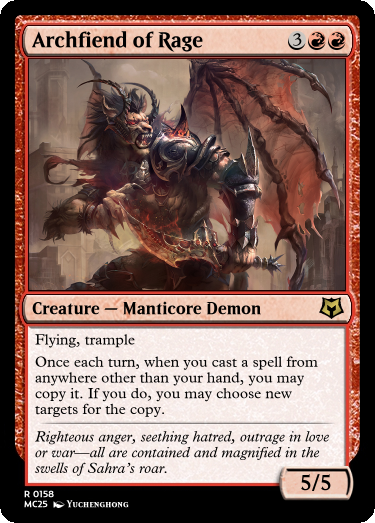 Archfiend of Rage 3
Creature — Manticore Demon
Flying, trample
Once each turn, when you cast a spell from
anywhere other than your hand, you may
copy it. If you do, you may choose new
targets for the copy.
Righteous anger, seething hatred, outrage in love
or war—all are contained and magnified in the
swells of Sahra's roar.
5/5
R 0158
MC25 Yuchenghong